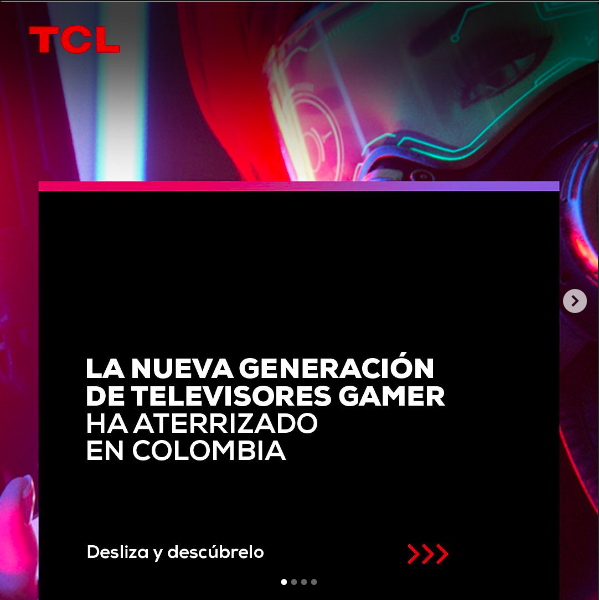 TCL
LA NUEVA GENERACIÓN
DE TELEVISORES GAMER
HA ATERRIZADO
EN COLOMBIA
Desliza y descúbrelo